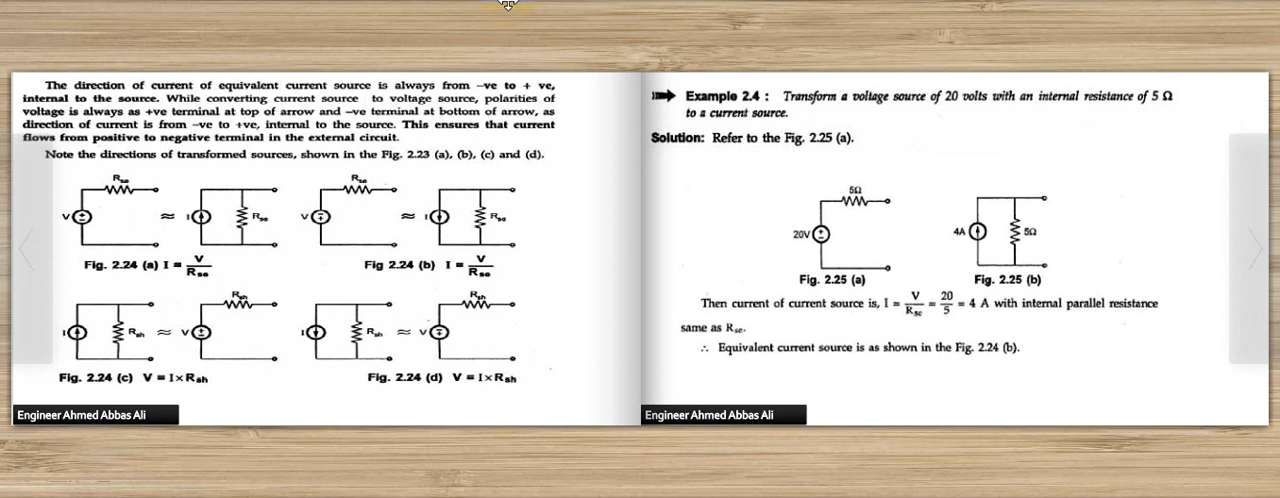 The direction of current of equivalent current source is always from –ve to + ve,
internal to the source. While converting current source to voltage source, polarities of
voltage is always as +ve terminal at top of arrow and –ve terminal at bottom of arrow, as
direction of current is from –ve to +ve, internal to the source. This ensures that current
flows from positive to negative terminal in the external circuit.
Note the directions of transformed sources, shown in the Fig. 2.23 (a), (b), (c) and (d).
Rse Rse
V ≈ I Rse V ≈ I Rse
Fig. 2.24 (a) I = V/Rse Fig 2.24 (b) I = V/Rse
Rsh Rsh
I Rsh ≈ V I Rsh ≈ V
Fig. 2.24 (c) V = I×Rsh Fig. 2.24 (d) V = I×Rsh
Engineer Ahmed Abbas Ali
Example 2.4 : Transform a voltage source of 20 volts with an internal resistance of 5 Ω
to a current source.
Solution: Refer to the Fig. 2.25 (a).
5Ω
20V 4A 5Ω
Fig. 2.25 (a) Fig. 2.25 (b)
Then current of current source is, I = V/Rse = 20/5 = 4 A with internal parallel resistance
same as Rse.
∴ Equivalent current source is as shown in the Fig. 2.24 (b).
Engineer Ahmed Abbas Ali